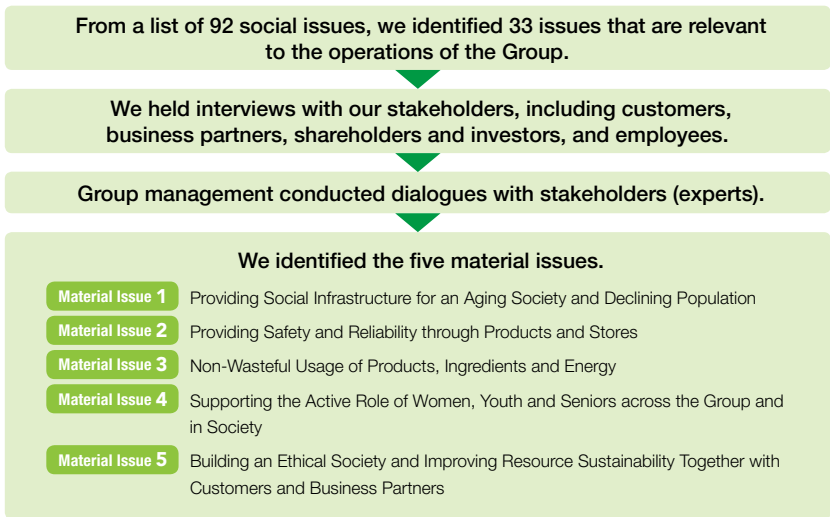 From a list of 92 social issues, we identified 33 issues that are relevant
to the operations of the Group.
We held interviews with our stakeholders, including customers,
business partners, shareholders and investors, and employees.
Group management conducted dialogues with stakeholders (experts).
We identified the five material issues.
Material Issue 1 Providing Social Infrastructure for an Aging Society and Declining Population
Material Issue 2 Providing Safety and Reliability through Products and Stores
Material Issue 3 Non-Wasteful Usage of Products, Ingredients and Energy
Material Issue 4 Supporting the Active Role of Women, Youth and Seniors across the Group and
in Society
Material Issue 5 Building an Ethical Society and Improving Resource Sustainability Together with
Customers and Business Partners